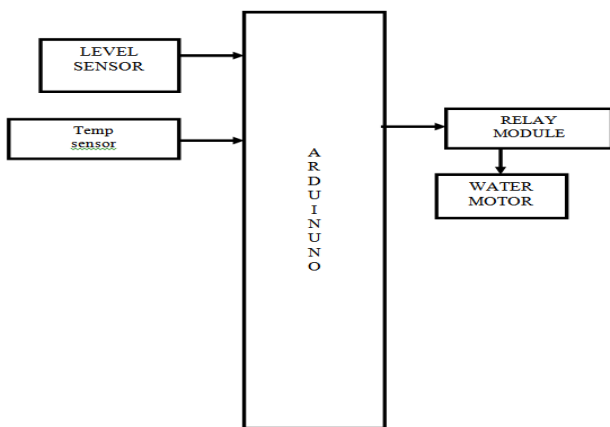 LEVEL
SENSOR
Temp
sensor
A
R
D
U
I
N
U
N
O
RELAY
MODULE
WATER
MOTOR